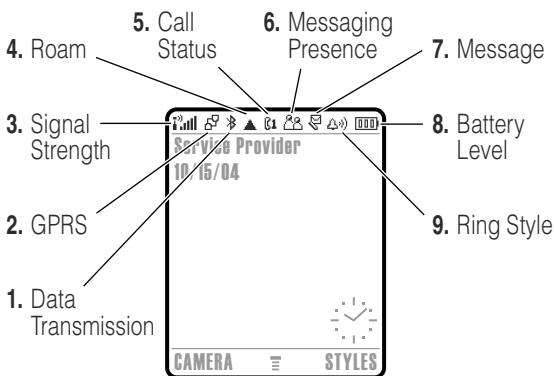 5. Call
Status
6. Messaging
Presence
4. Roam
7. Message
3. Signal
Strength
8. Battery
Level
Service Provider
10/15/04
2. GPRS
9. Ring Style
1. Data
Transmission
CAMERA
STYLES